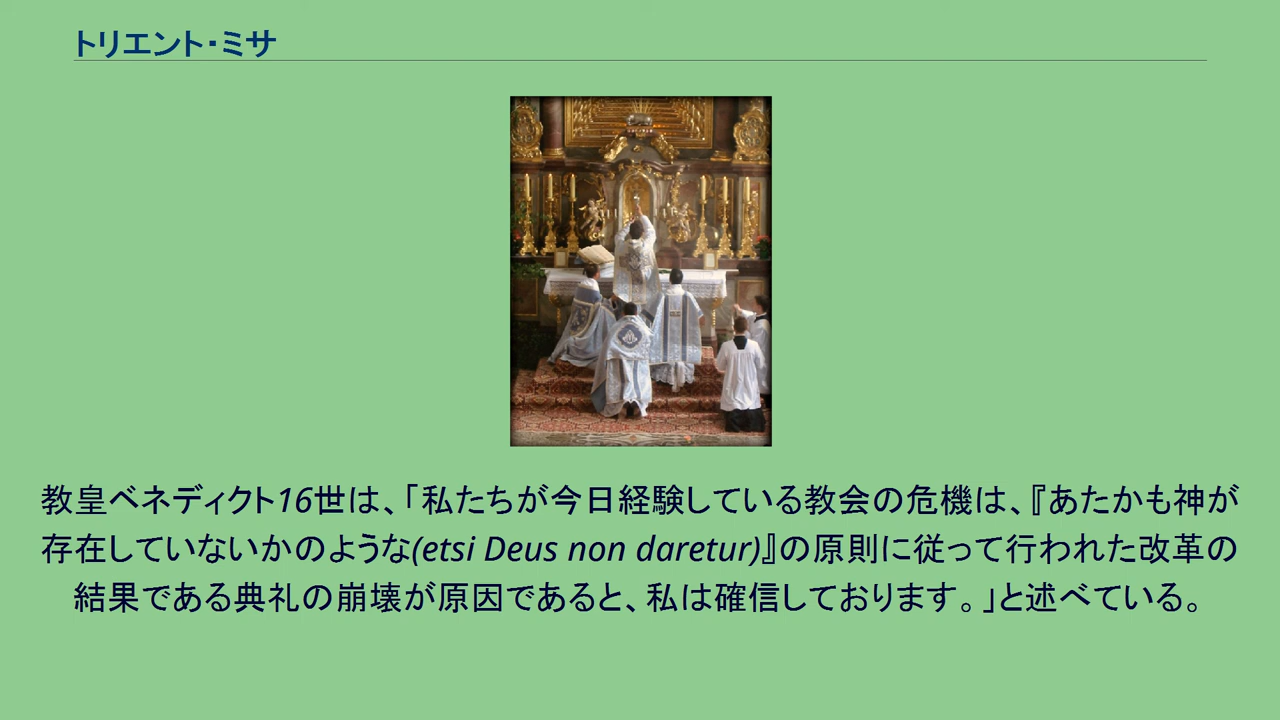 トリエント・ミサ
教皇ベネディクト16世は、「私たちが今日経験している教会の危機は、『あたかも神が
存在していないかのような(etsi Deus non daretur)』の原則に従って行われた改革の
結果である典礼の崩壊が原因であると、私は確信しております。」と述べている。